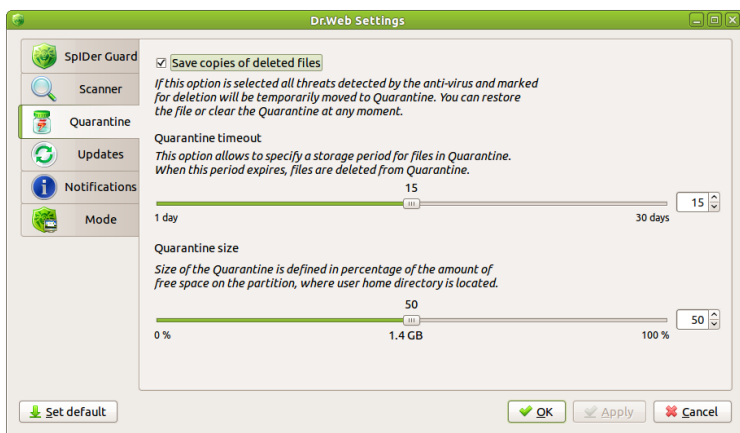 Dr.Web Settings
SpIDer Guard
Scanner
Quarantine
Updates
Notifications
Mode
Save copies of deleted files
If this option is selected all threats detected by the anti-virus and marked
for deletion will be temporarily moved to Quarantine. You can restore
the file or clear the Quarantine at any moment.
Quarantine timeout
This option allows to specify a storage period for files in Quarantine.
When this period expires, files are deleted from Quarantine.
15
15
1 day
30 days
Quarantine size
Size of the Quarantine is defined in percentage of the amount of
free space on the partition, where user home directory is located.
50
50
0 %
1.4 GB
100 %
Set default
OK
Apply
Cancel